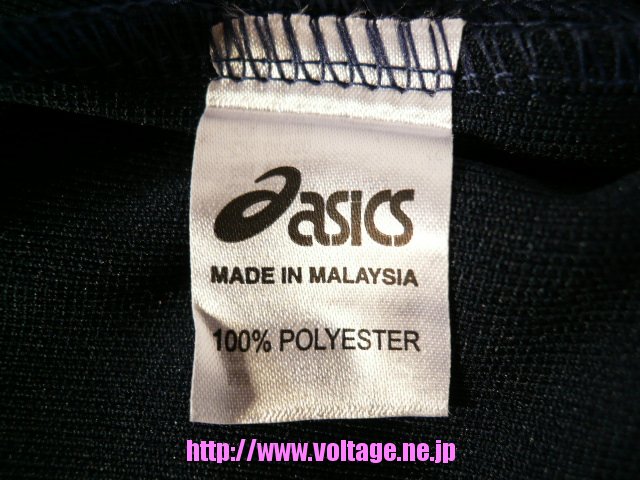 asics
MADE IN MALAYSIA
100% POLYESTER
http://www.voltage.ne.jp